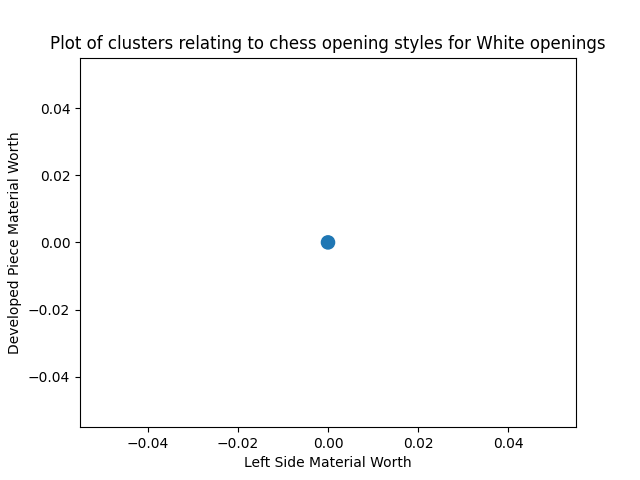 Plot of clusters relating to chess opening styles for White openings
0.04
0.02
0.00
−0.02
−0.04
Developed Piece Material Worth
−0.04 −0.02 0.00 0.02 0.04
Left Side Material Worth